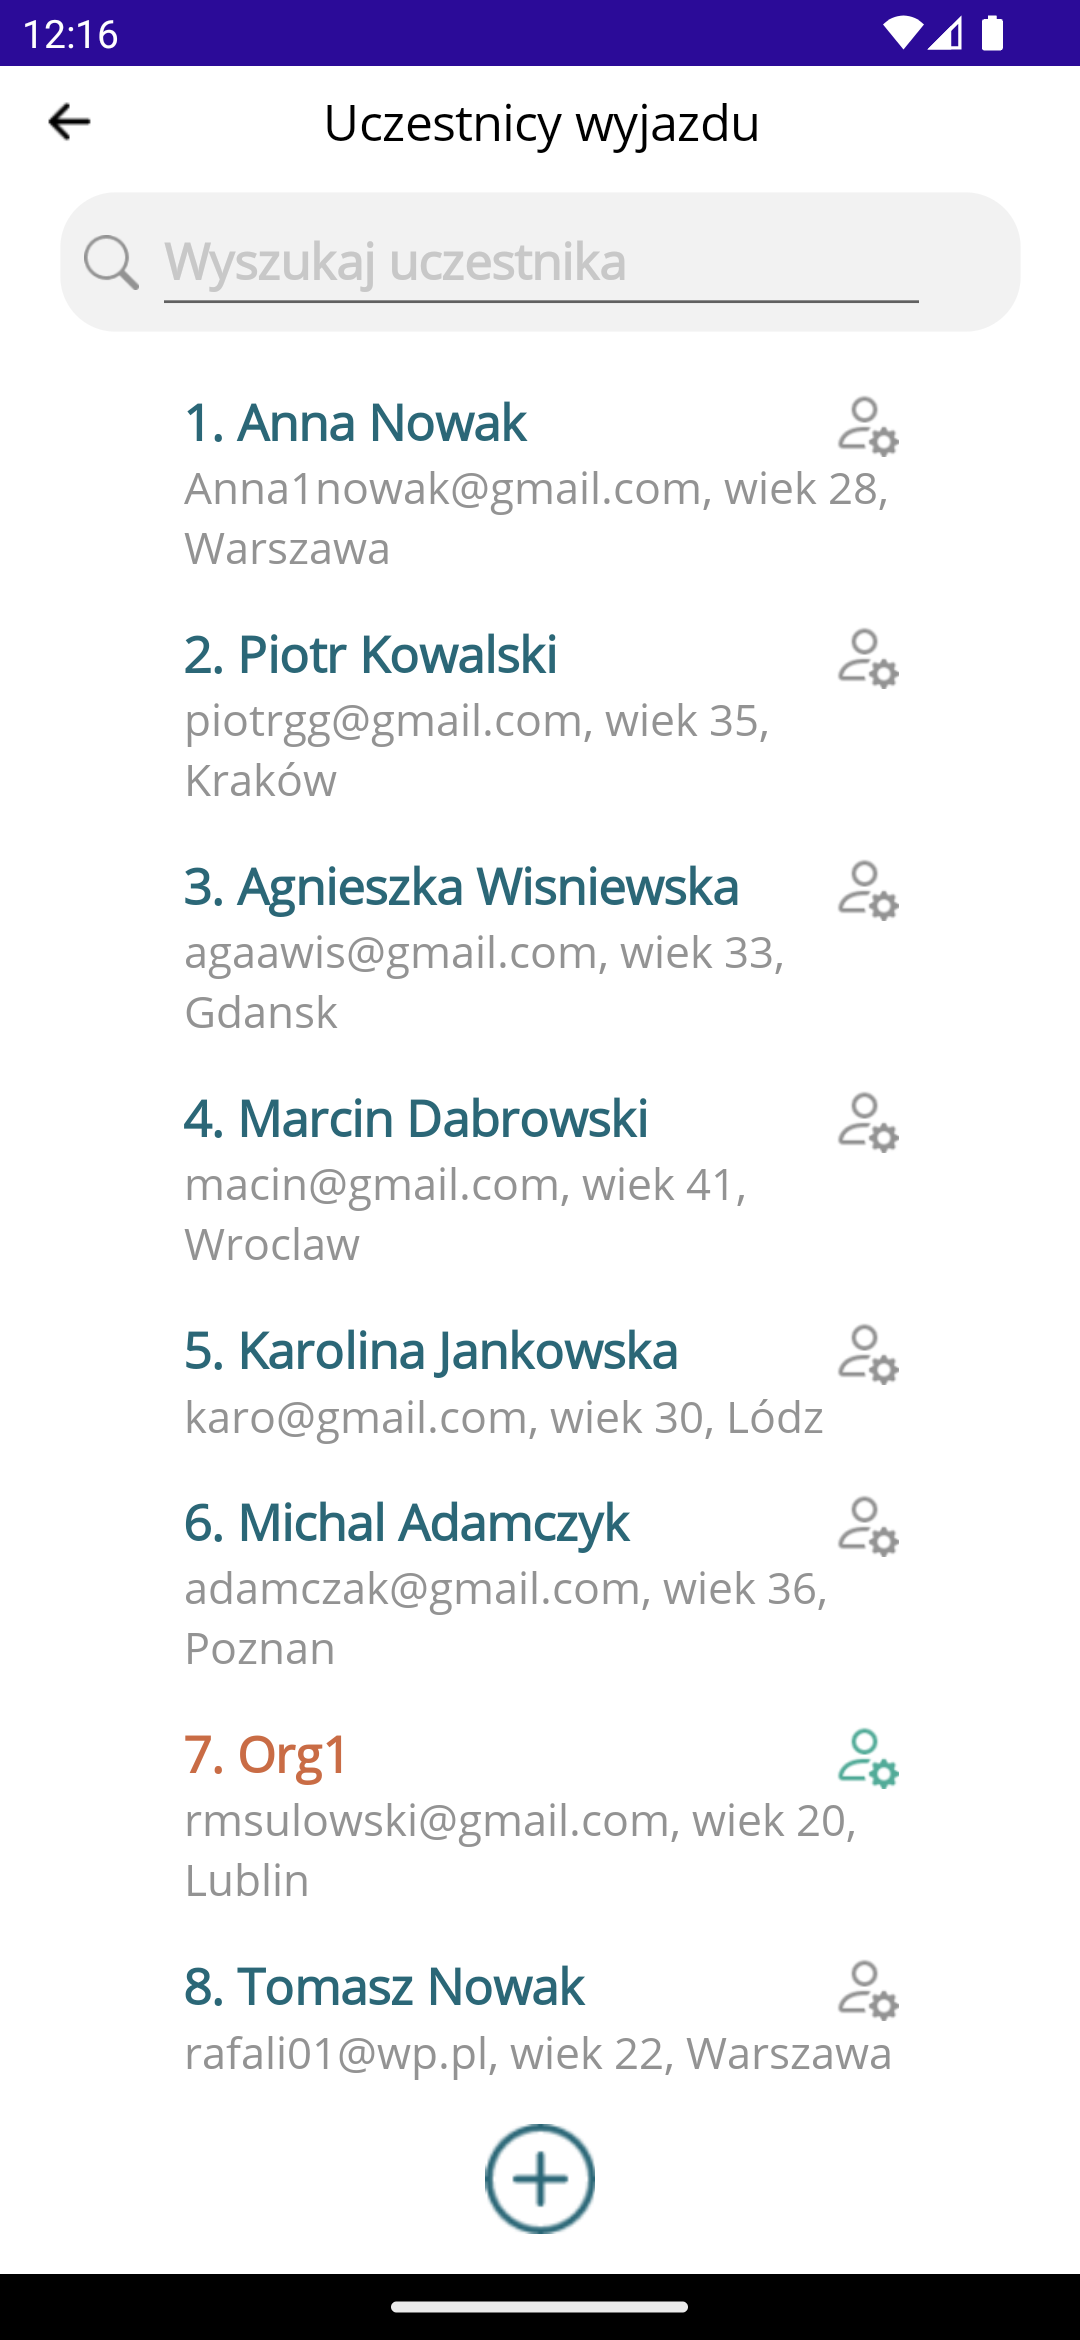 12:16
Uczestnicy wyjazdu
Wyszukaj uczestnika
1. Anna Nowak
Anna1nowak@gmail.com, wiek 28,
Warszawa
2. Piotr Kowalski
piotrgg@gmail.com, wiek 35,
Kraków
3. Agnieszka Wisniewska
agaawis@gmail.com, wiek 33,
Gdansk
4. Marcin Dabrowski
macin@gmail.com, wiek 41,
Wroclaw
5. Karolina Jankowska
karo@gmail.com, wiek 30, Lódz
6. Michal Adamczyk
adamczak@gmail.com, wiek 36,
Poznan
7. Org1
rmsulowski@gmail.com, wiek 20,
Lublin
8. Tomasz Nowak
rafali01@wp.pl, wiek 22, Warszawa